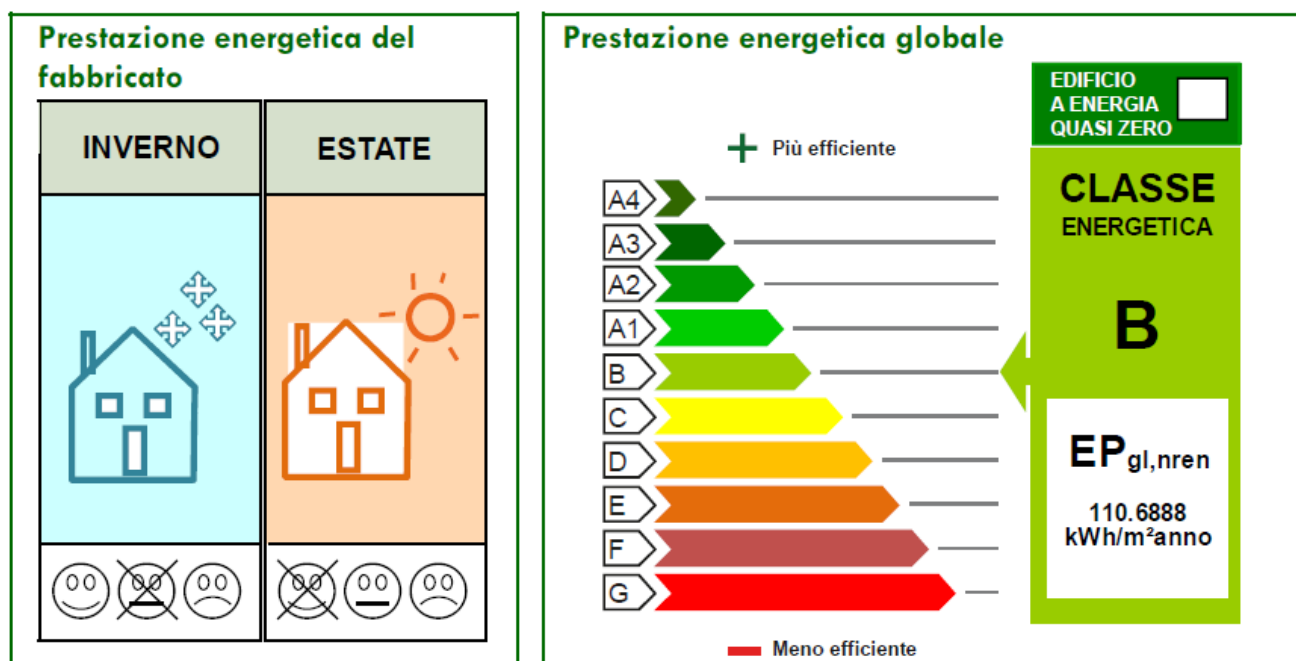 Prestazione energetica del
fabbricato
INVERNO
ESTATE
Prestazione energetica globale
Più efficiente
A4
A3
A2
A1
B
C
D
E
F
G
Meno efficiente
EDIFICIO
A ENERGIA
QUASI ZERO
CLASSE
ENERGETICA
B
EPgl,nren
110.6888
kWh/m²anno